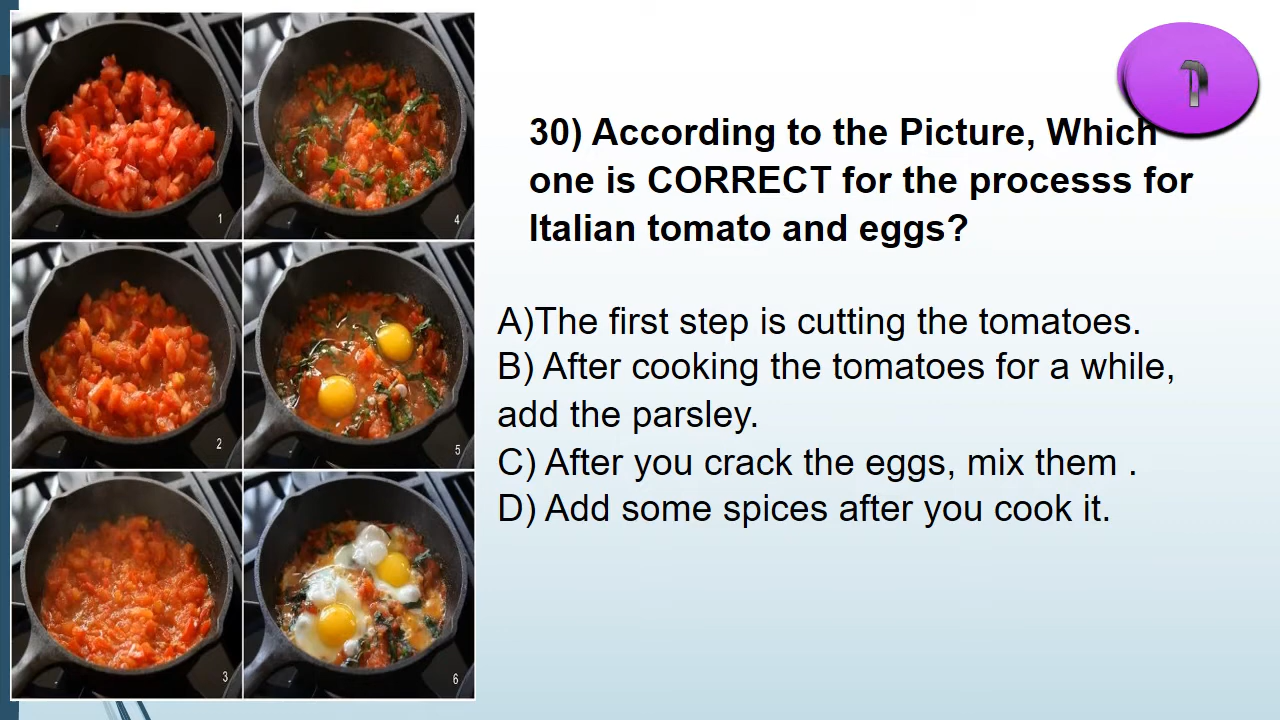 1
4
2
5
3
6
30) According to the Picture, Which
one is CORRECT for the processs for
Italian tomato and eggs?
A)The first step is cutting the tomatoes.
B) After cooking the tomatoes for a while,
add the parsley.
C) After you crack the eggs, mix them .
D) Add some spices after you cook it.